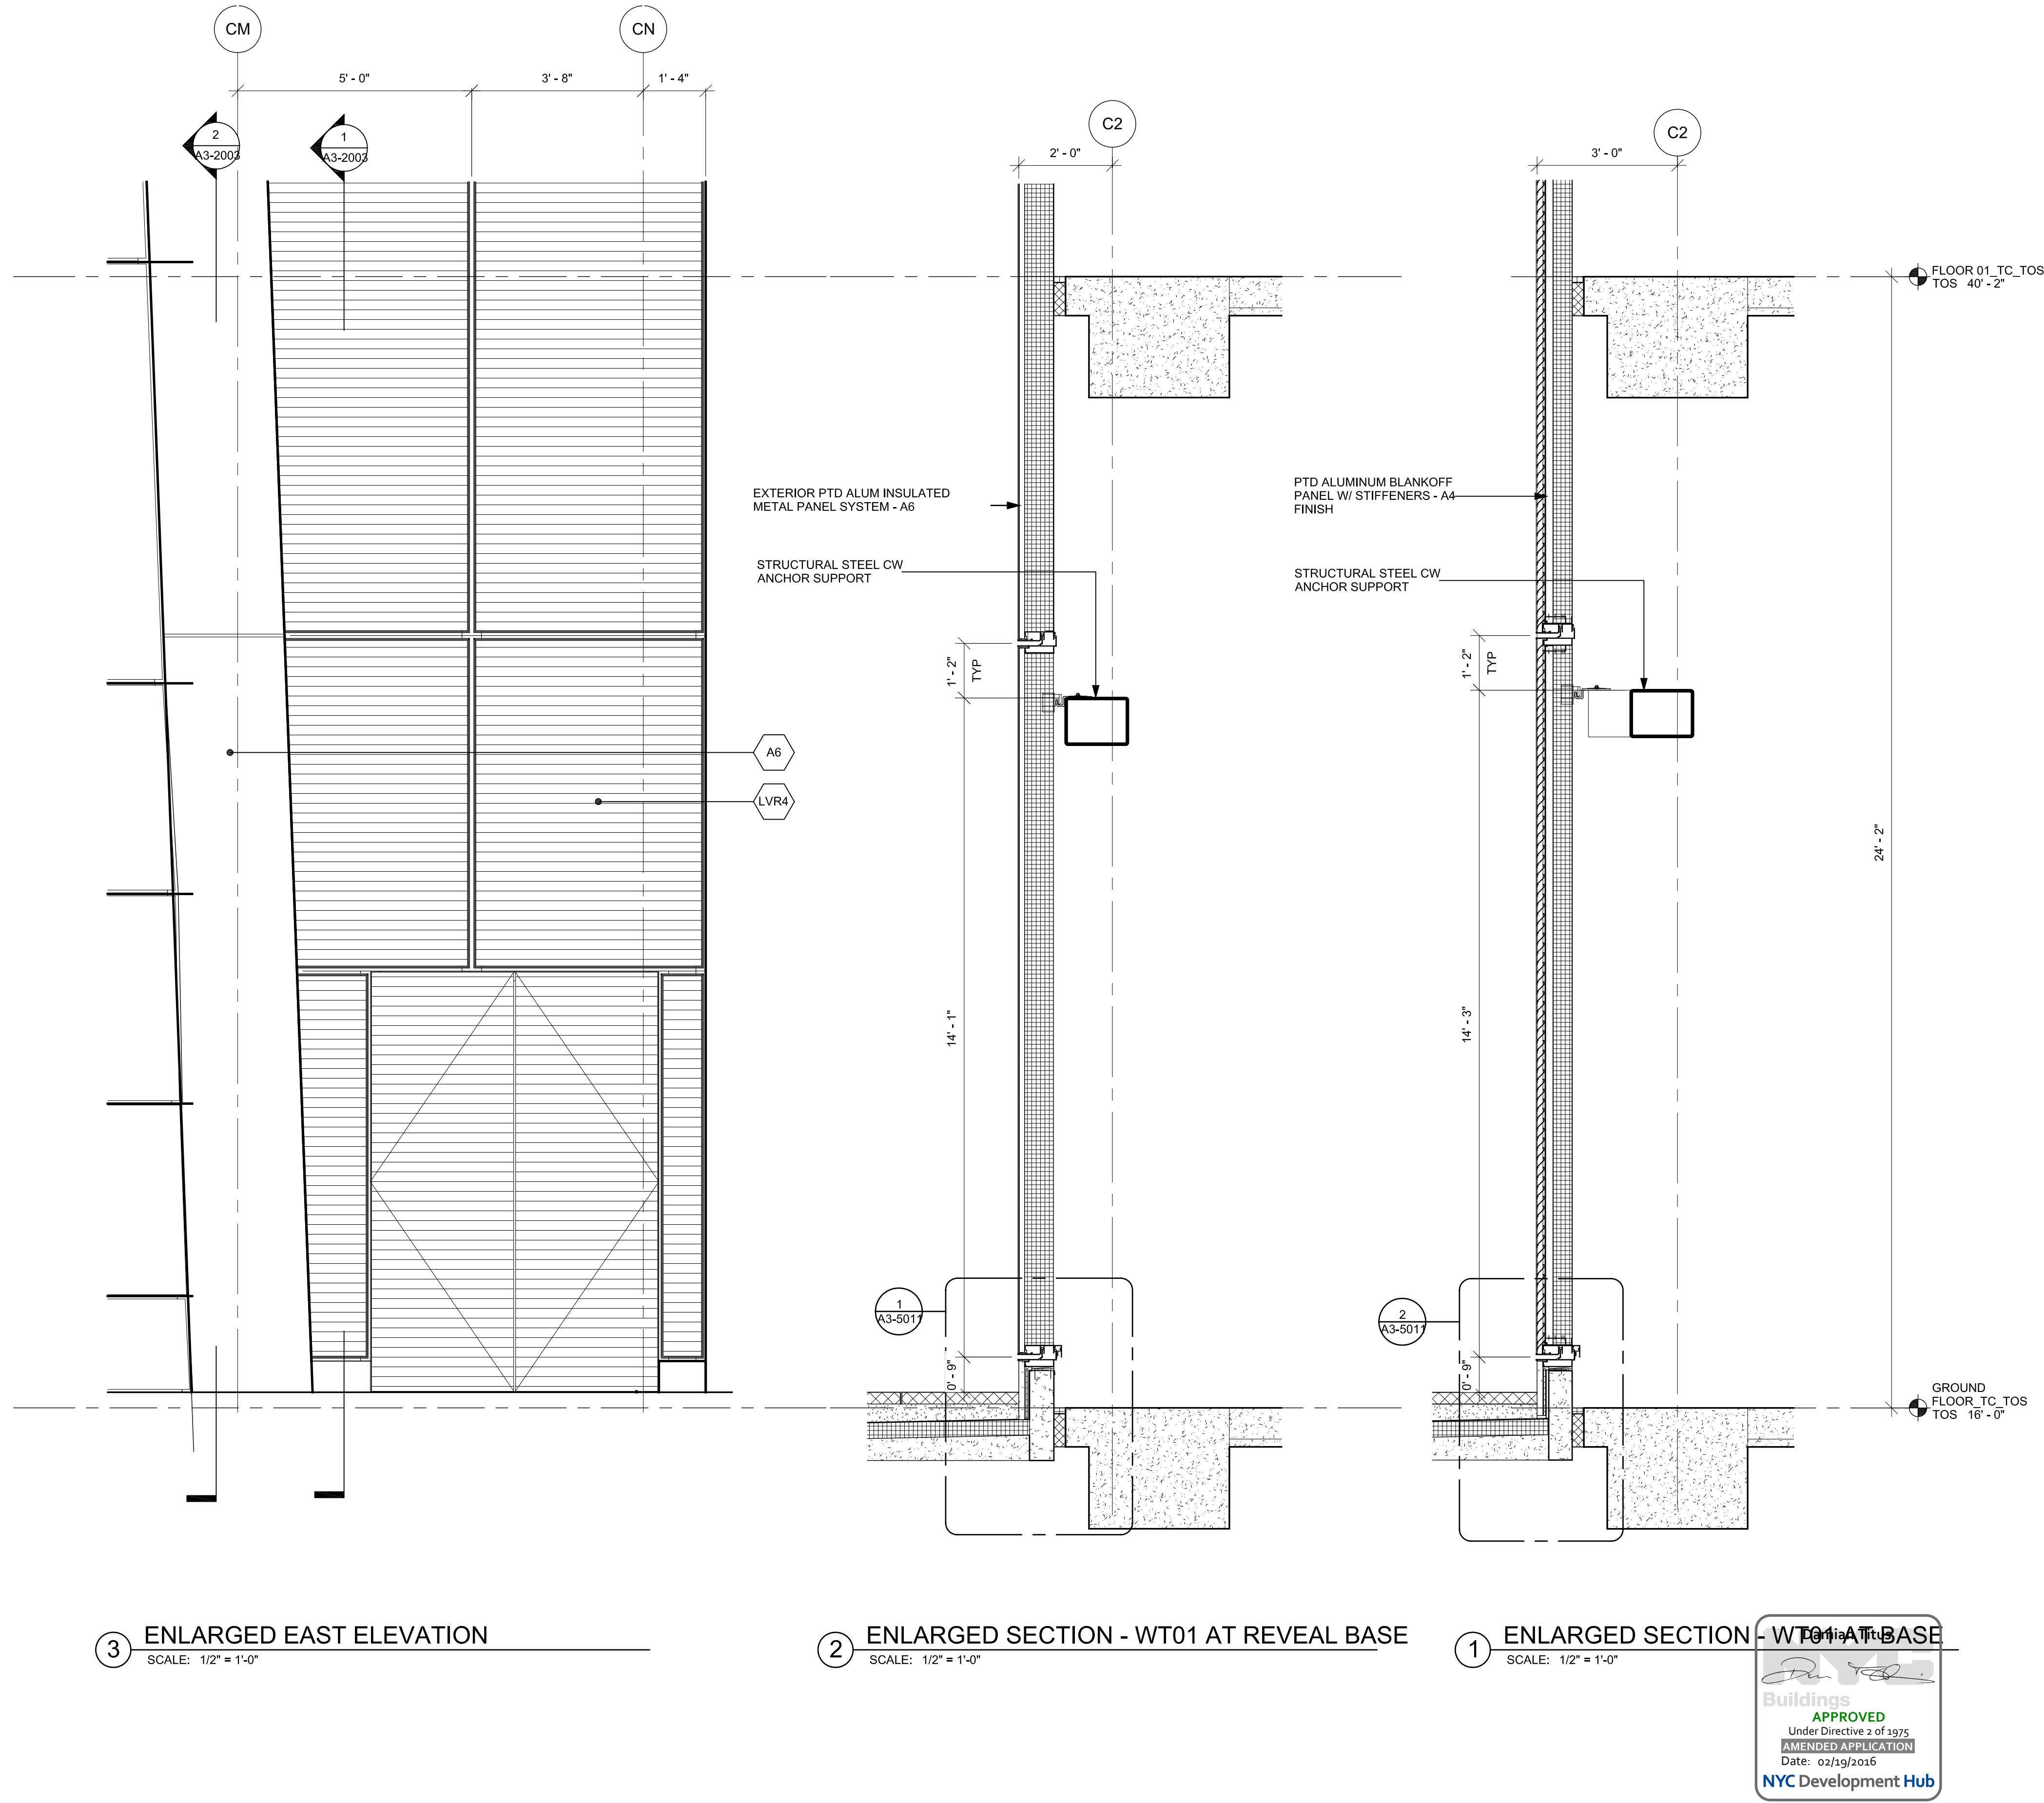 CM
CN
5' - 0"
3' - 8"
1' - 4"
2
A3-2003
1
A3-2003
A6
LVR4
C2
2' - 0"
EXTERIOR PTD ALUM INSULATED
METAL PANEL SYSTEM - A6
STRUCTURAL STEEL CW
ANCHOR SUPPORT
1' - 2"
TYP
14' - 1"
1
A3-5011
0' - 9"
C2
3' - 0"
PTD ALUMINUM BLANKOFF
PANEL W/ STIFFENERS - A4
FINISH
STRUCTURAL STEEL CW
ANCHOR SUPPORT
1' - 2"
TYP
14' - 3"
2
A3-5011
0' - 9"
FLOOR 01_TC_TOS
TOS 40' - 2"
24' - 2"
GROUND
FLOOR_TC_TOS
TOS 16' - 0"
3
ENLARGED EAST ELEVATION
SCALE: 1/2" = 1'-0"
2
ENLARGED SECTION - WT01 AT REVEAL BASE
SCALE: 1/2" = 1'-0"
1
ENLARGED SECTION - WT01 AT BASE
SCALE: 1/2" = 1'-0"
Damian Titus
NYC
Buildings
APPROVED
Under Directive 2 of 1975
AMENDED APPLICATION
Date: 02/19/2016
NYC Development Hub